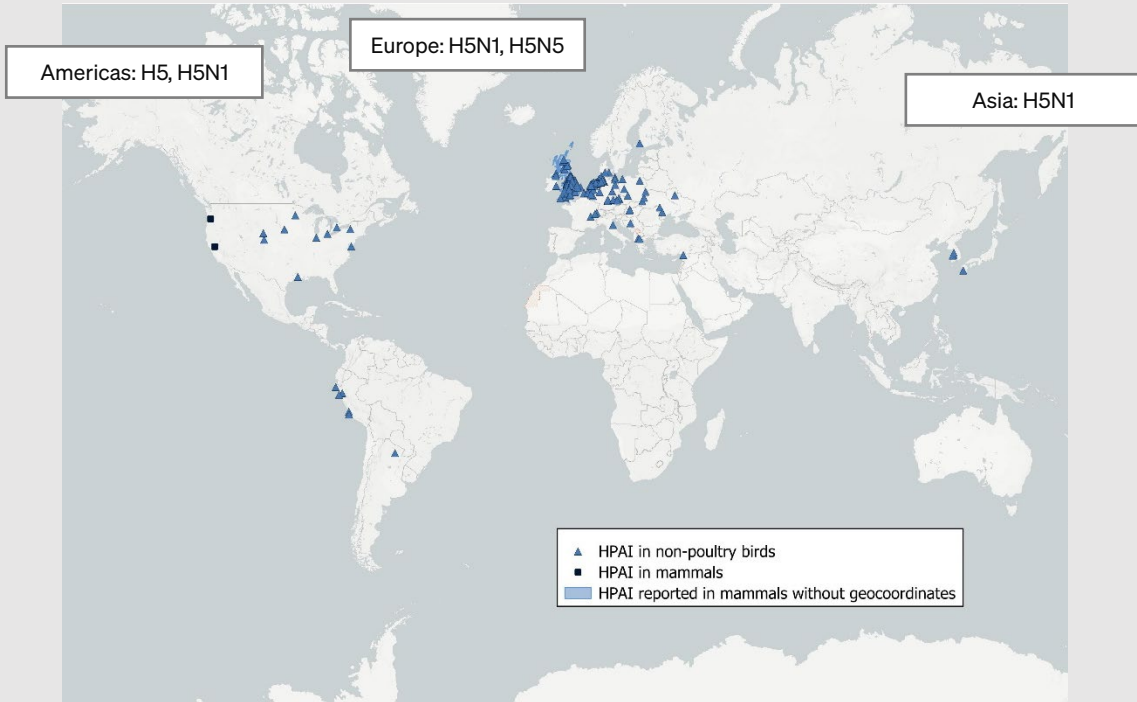 Europe: H5N1, H5N5
Americas: H5, H5N1
Asia: H5N1
HPAI in non-poultry birds
HPAI in mammals
HPAI reported in mammals without geocoordinates